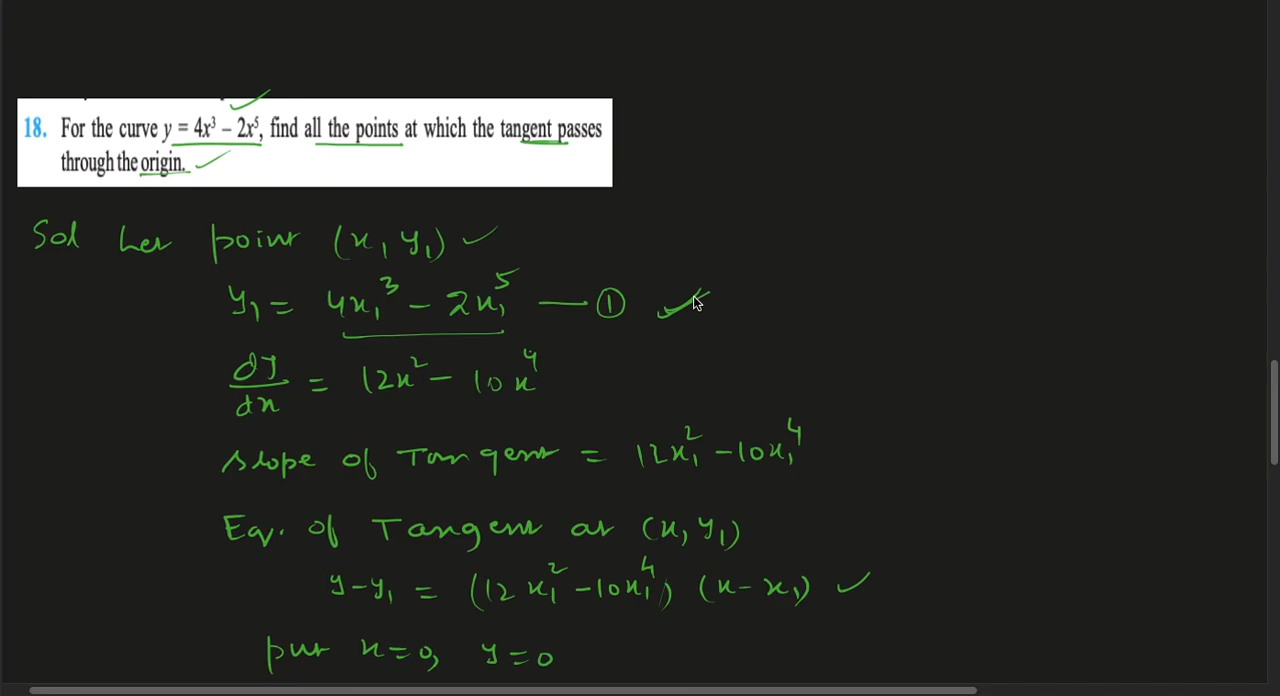 18. For the curve y = 4x³ – 2x⁵, find all the points at which the tangent passes
through the origin.
Sol Let point (x₁ y₁)
y₁ = 4x₁³ – 2x₁⁵ — ①
dy/dx = 12x² – 10x⁴
Slope of Tangent = 12x₁² – 10x₁⁴
Eq. of Tangent at (x₁ y₁)
y – y₁ = (12x₁² – 10x₁⁴) (x – x₁)
put x = 0, y = 0